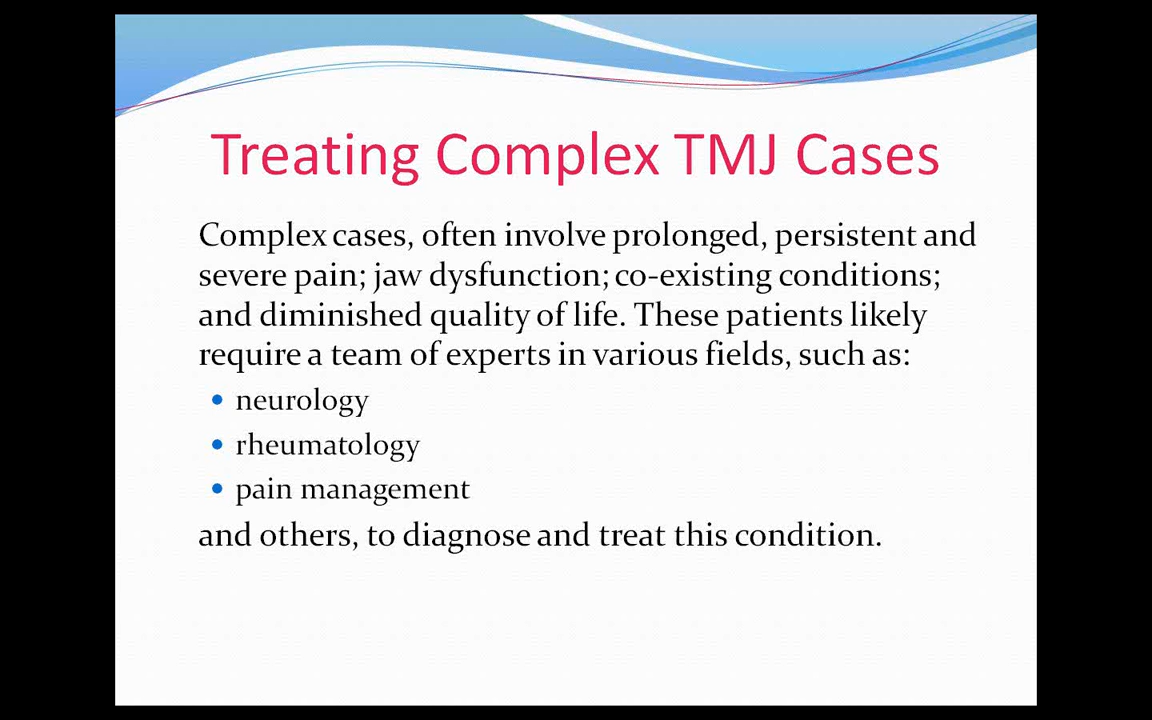 Treating Complex TMJ Cases
Complex cases, often involve prolonged, persistent and
severe pain; jaw dysfunction; co-existing conditions;
and diminished quality of life. These patients likely
require a team of experts in various fields, such as:
• neurology
• rheumatology
• pain management
and others, to diagnose and treat this condition.